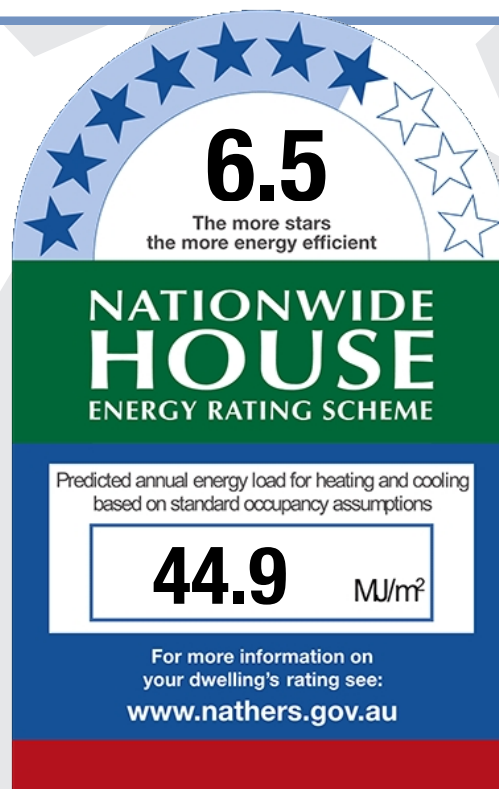 6.5
The more stars
the more energy efficient
NATIONWIDE
HOUSE
ENERGY RATING SCHEME
Predicted annual energy load for heating and cooling
based on standard occupancy assumptions
44.9 MJ/m²
For more information on
your dwelling's rating see:
www.nathers.gov.au